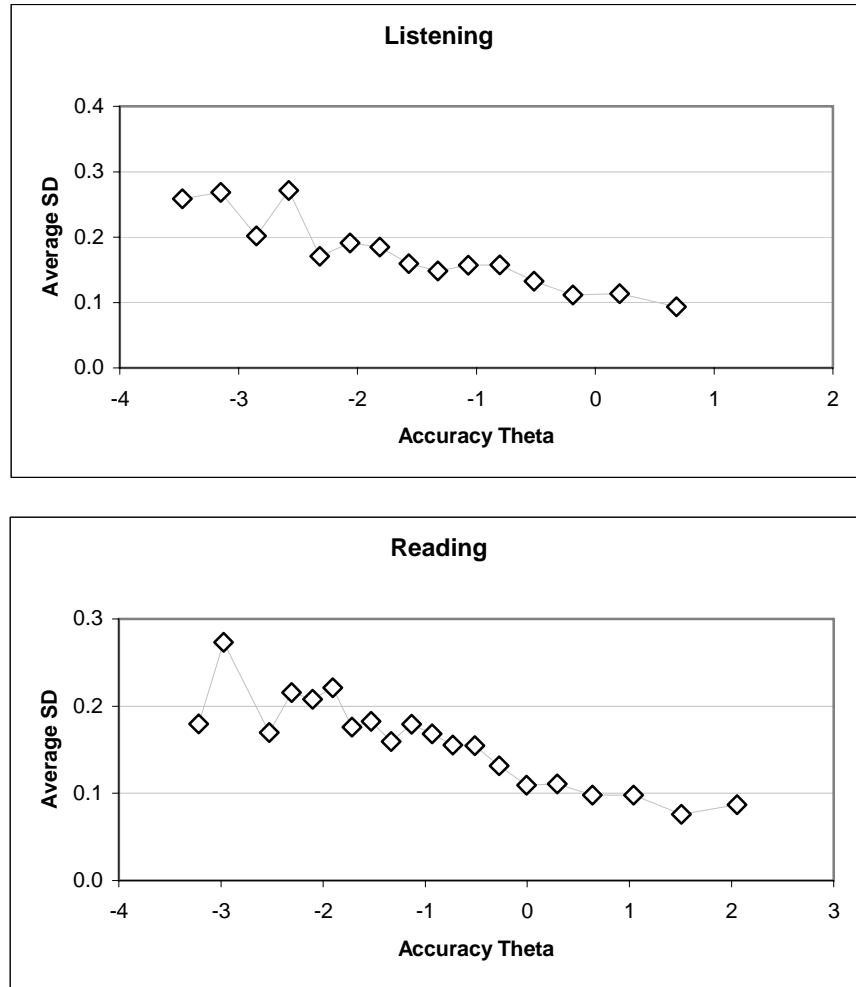 Listening
0.4
0.3
0.2
0.1
0.0
Average SD
-4 -3 -2 -1 0 1 2
Accuracy Theta
Reading
0.3
0.2
0.1
0.0
Average SD
-4 -3 -2 -1 0 1 2 3
Accuracy Theta